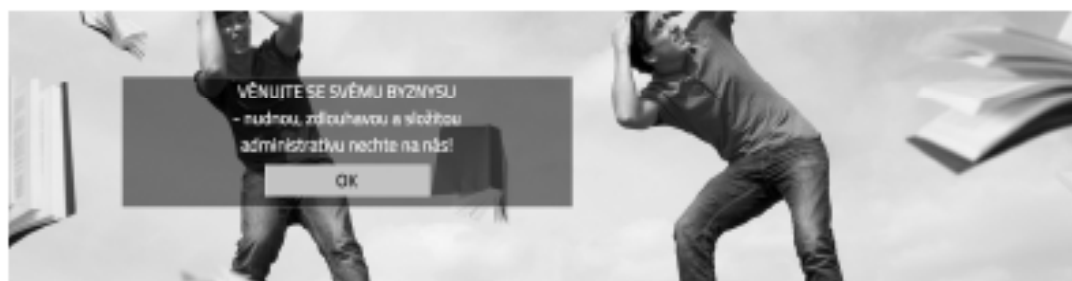 VĚNUJTE SE SVÉMU BYZNYSU
– nudnou, zdlouhavou a složitou
administrativu nechte na nás!
OK